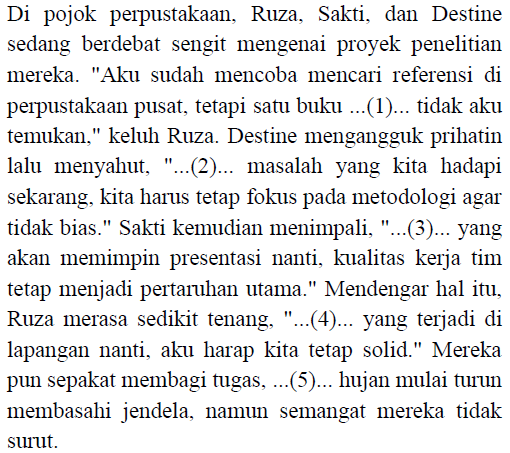 Di pojok perpustakaan, Ruza, Sakti, dan Destine
sedang berdebat sengit mengenai proyek penelitian
mereka. "Aku sudah mencoba mencari referensi di
perpustakaan pusat, tetapi satu buku ...(1)... tidak aku
temukan," keluh Ruza. Destine mengangguk prihatin
lalu menyahut, "...(2)... masalah yang kita hadapi
sekarang, kita harus tetap fokus pada metodologi agar
tidak bias." Sakti kemudian menimpali, "...(3)... yang
akan memimpin presentasi nanti, kualitas kerja tim
tetap menjadi pertaruhan utama." Mendengar hal itu,
Ruza merasa sedikit tenang, "...(4)... yang terjadi di
lapangan nanti, aku harap kita tetap solid." Mereka
pun sepakat membagi tugas, ...(5)... hujan mulai turun
membasahi jendela, namun semangat mereka tidak
surut.